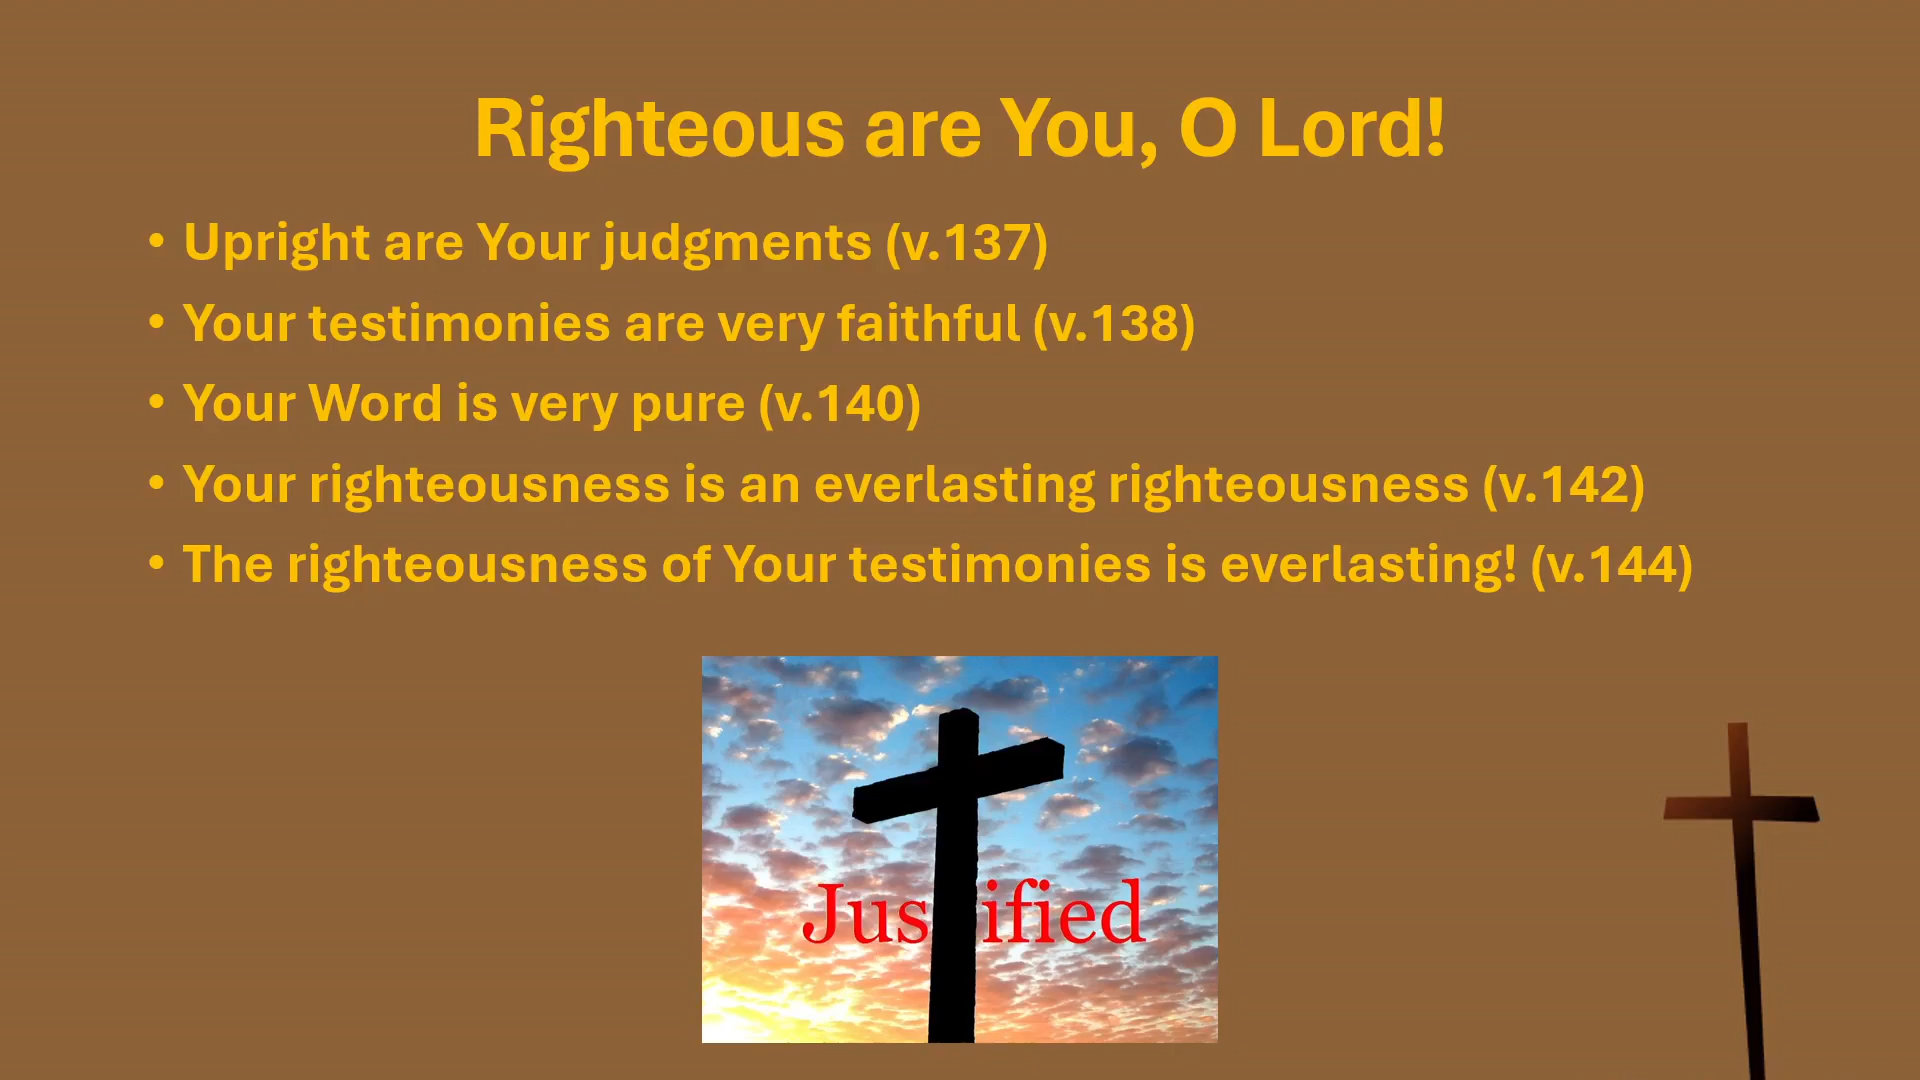 Righteous are You, O Lord!
• Upright are Your judgments (v.137)
• Your testimonies are very faithful (v.138)
• Your Word is very pure (v.140)
• Your righteousness is an everlasting righteousness (v.142)
• The righteousness of Your testimonies is everlasting! (v.144)
Jus ified